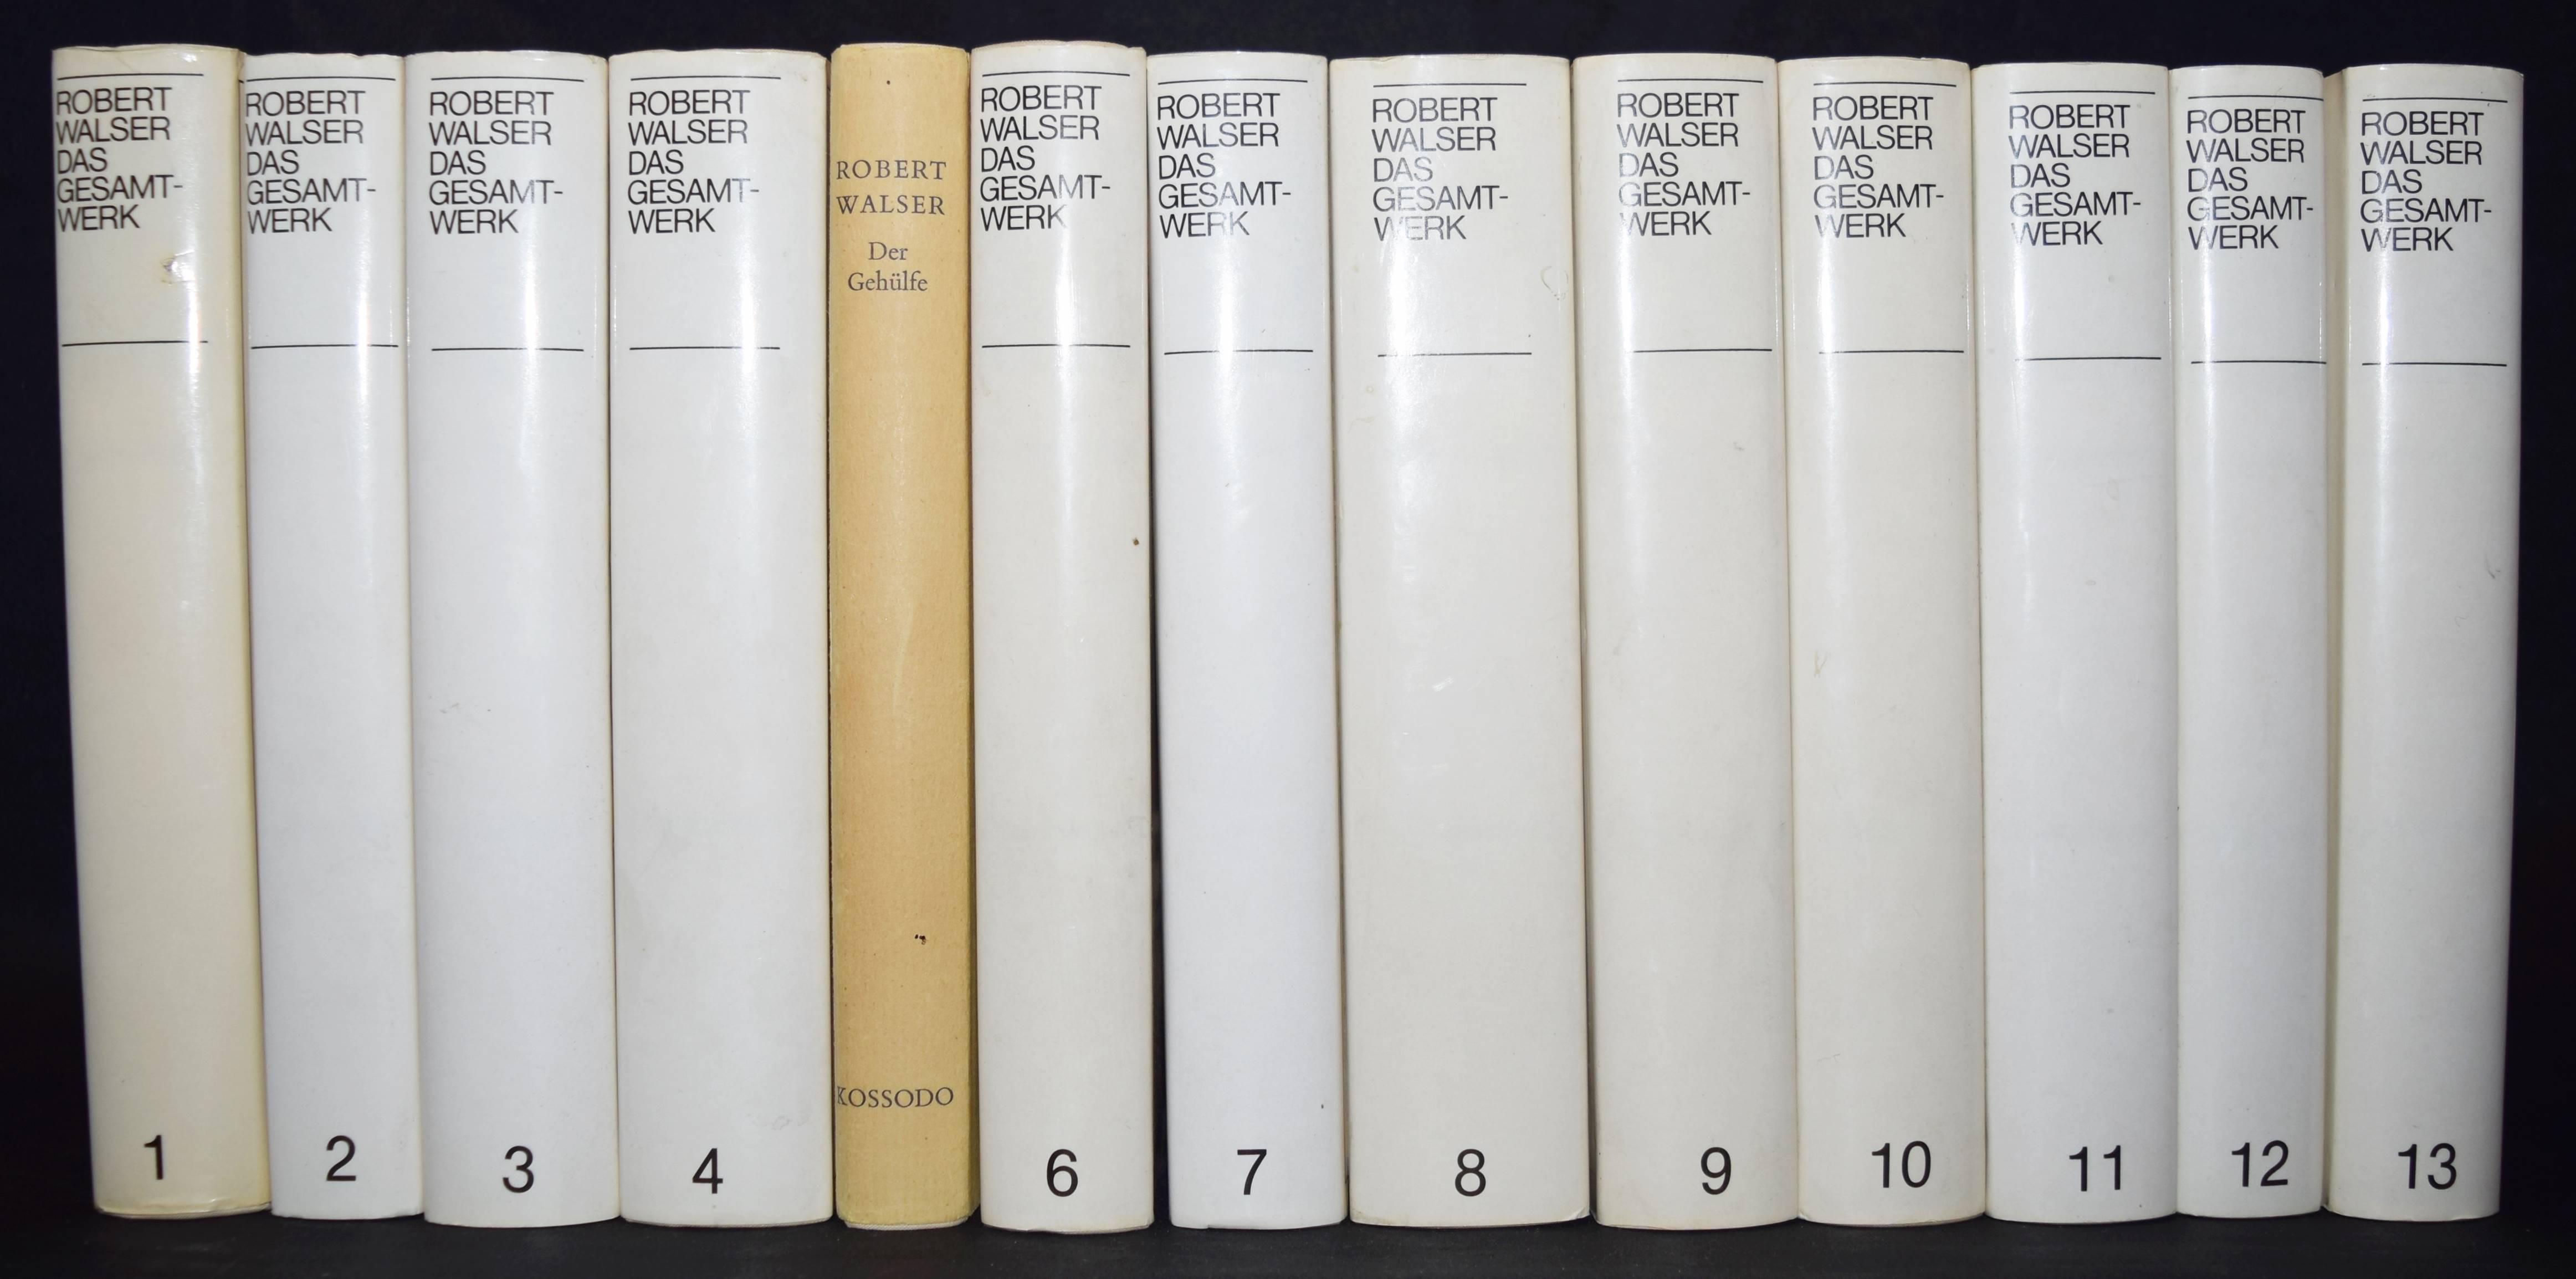 ROBERT
WALSER
DAS
GESAMT-
WERK
1
ROBERT
WALSER
DAS
GESAMT-
WERK
2
ROBERT
WALSER
DAS
GESAMT-
WERK
3
ROBERT
WALSER
DAS
GESAMT-
WERK
4
ROBERT
WALSER
Der
Gehülfe
KOSSODO
ROBERT
WALSER
DAS
GESAMT-
WERK
6
ROBERT
WALSER
DAS
GESAMT-
WERK
7
ROBERT
WALSER
DAS
GESAMT-
WERK
8
ROBERT
WALSER
DAS
GESAMT-
WERK
9
ROBERT
WALSER
DAS
GESAMT-
WERK
10
ROBERT
WALSER
DAS
GESAMT-
WERK
11
ROBERT
WALSER
DAS
GESAMT-
WERK
12
ROBERT
WALSER
DAS
GESAMT-
WERK
13